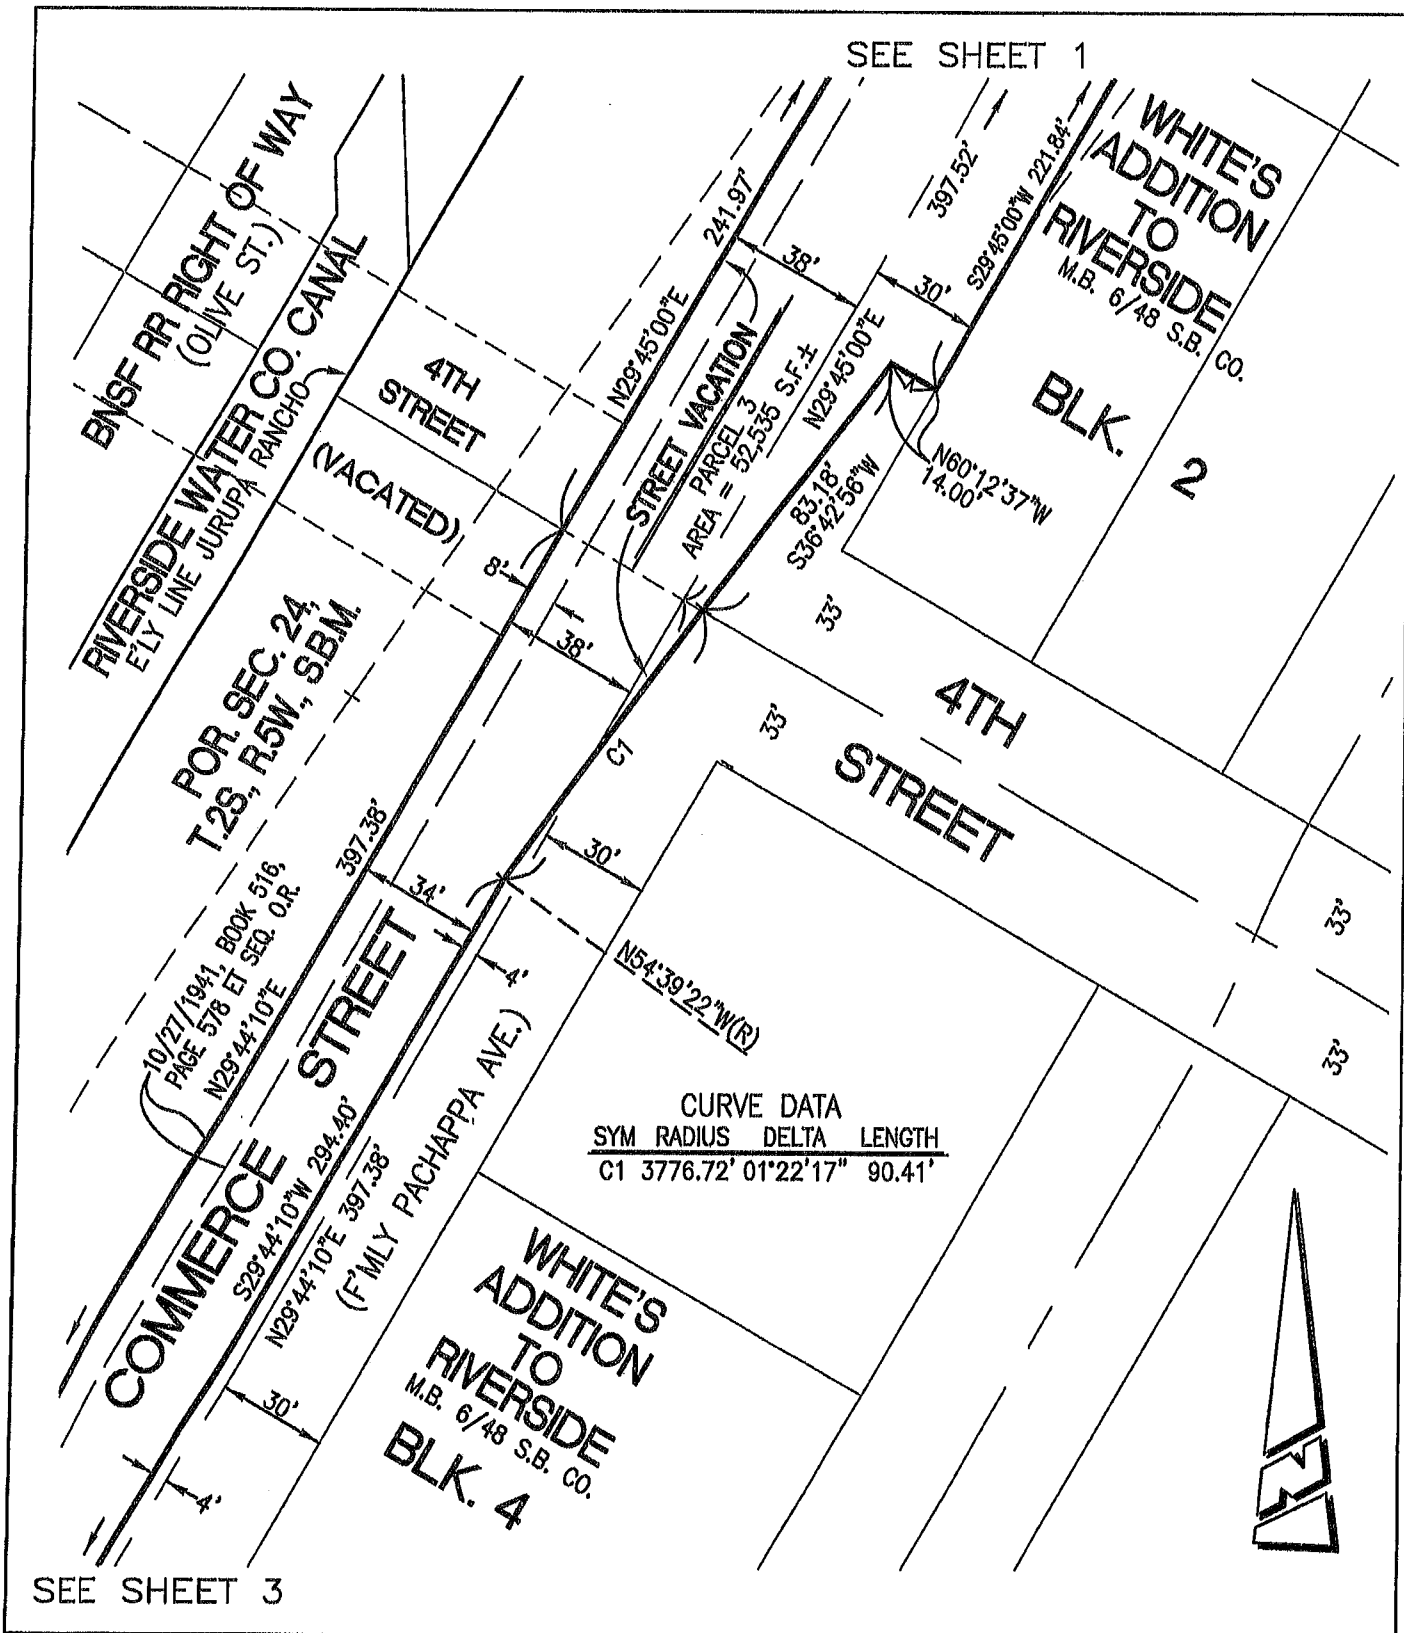 SEE SHEET 1
BNSF RR RIGHT OF WAY
(OLIVE ST.)
RIVERSIDE WATER CO. CANAL
E'LY LINE JURUPA RANCHO
4TH
STREET
(VACATED)
N29°45'00"E
241.97'
38'
397.52'
30'
S29°45'00"W 221.84'
WHITE'S
ADDITION
TO
RIVERSIDE
M.B. 6/48 S.B. CO.
BLK. 2
STREET VACATION
PARCEL 3
AREA = 52,535 S.F.±
N29°45'00"E
83.18'
S36°42'56"W
N60°12'37"W
14.00'
8'
38'
33'
33'
4TH
STREET
33'
33'
POR. SEC. 24,
T.2S., R.5W., S.B.M.
C1
397.38'
34'
30'
4'
N54°39'22"W(R)
10/27/1941, BOOK 516,
PAGE 578 ET SEQ. O.R.
N29°44'10"E
COMMERCE STREET
S29°44'10"W 294.40'
N29°44'10"E 397.38'
(F'MLY PACHAPPA AVE.)
CURVE DATA
SYM RADIUS DELTA LENGTH
C1 3776.72' 01°22'17" 90.41'
WHITE'S
ADDITION
TO
RIVERSIDE
M.B. 6/48 S.B. CO.
BLK. 4
30'
4'
N
SEE SHEET 3